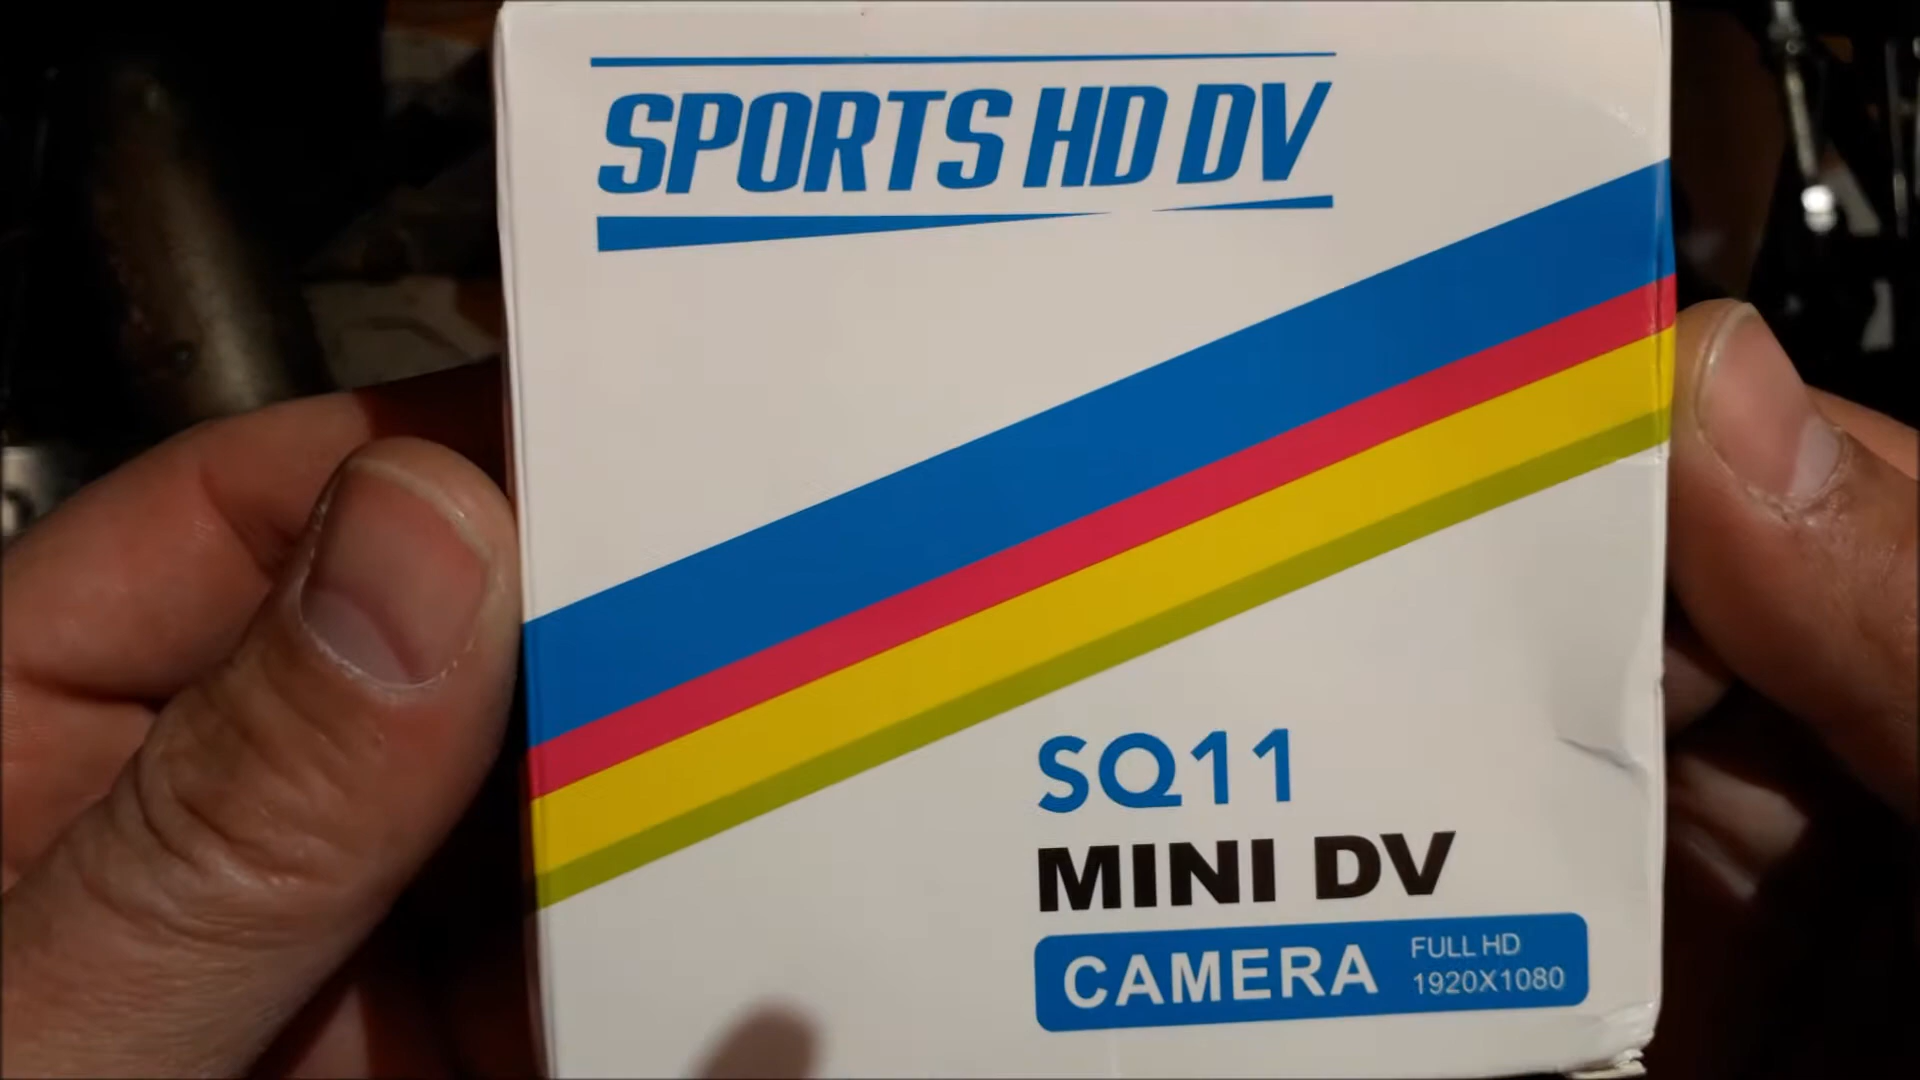 SPORTS HD DV
SQ11
MINI DV
CAMERA
FULL HD
1920X1080